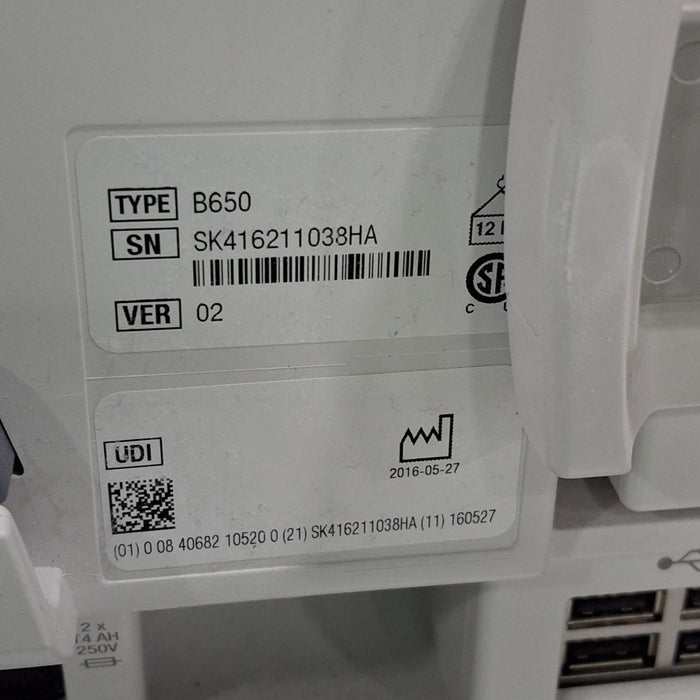 TYPE B650
SN SK416211038HA
12
VER 02
C
UDI
2016-05-27
(01) 0 08 40682 10520 0 (21) SK416211038HA (11) 160527
2 x
T4 AH
250V